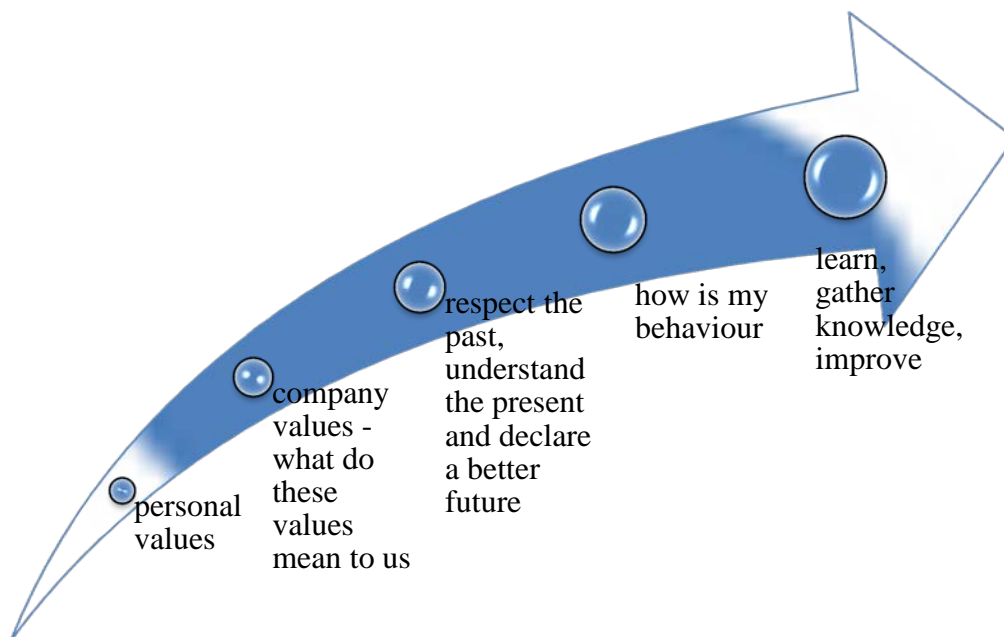 personal
values
company
values -
what do
these
values
mean to us
respect the
past,
understand
the present
and declare
a better
future
how is my
behaviour
learn,
gather
knowledge,
improve